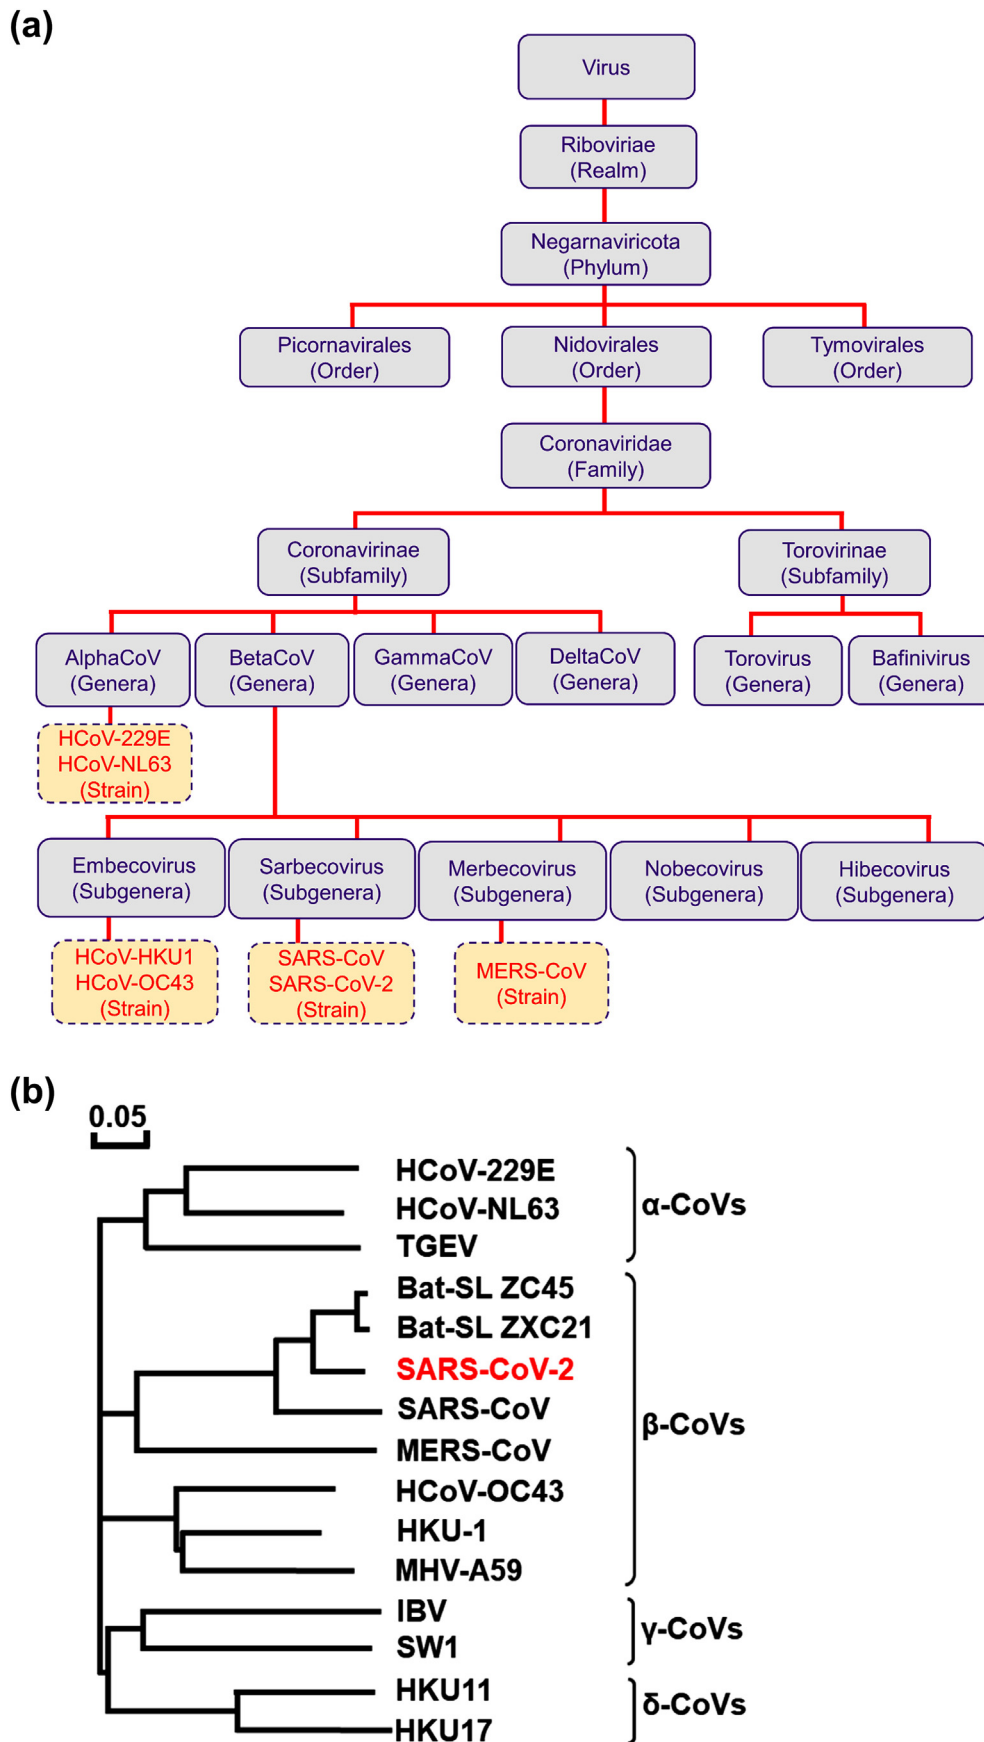 (a)
Virus
Riboviriae
(Realm)
Negarnaviricota
(Phylum)
Picornavirales
(Order)
Nidovirales
(Order)
Tymovirales
(Order)
Coronaviridae
(Family)
Coronavirinae
(Subfamily)
Torovirinae
(Subfamily)
AlphaCoV
(Genera)
BetaCoV
(Genera)
GammaCoV
(Genera)
DeltaCoV
(Genera)
Torovirus
(Genera)
Bafinivirus
(Genera)
HCoV-229E
HCoV-NL63
(Strain)
Embecovirus
(Subgenera)
Sarbecovirus
(Subgenera)
Merbecovirus
(Subgenera)
Nobecovirus
(Subgenera)
Hibecovirus
(Subgenera)
HCoV-HKU1
HCoV-OC43
(Strain)
SARS-CoV
SARS-CoV-2
(Strain)
MERS-CoV
(Strain)
(b)
0.05
HCoV-229E
HCoV-NL63
TGEV
α-CoVs
Bat-SL ZC45
Bat-SL ZXC21
SARS-CoV-2
SARS-CoV
MERS-CoV
HCoV-OC43
HKU-1
MHV-A59
β-CoVs
IBV
SW1
γ-CoVs
HKU11
HKU17
δ-CoVs